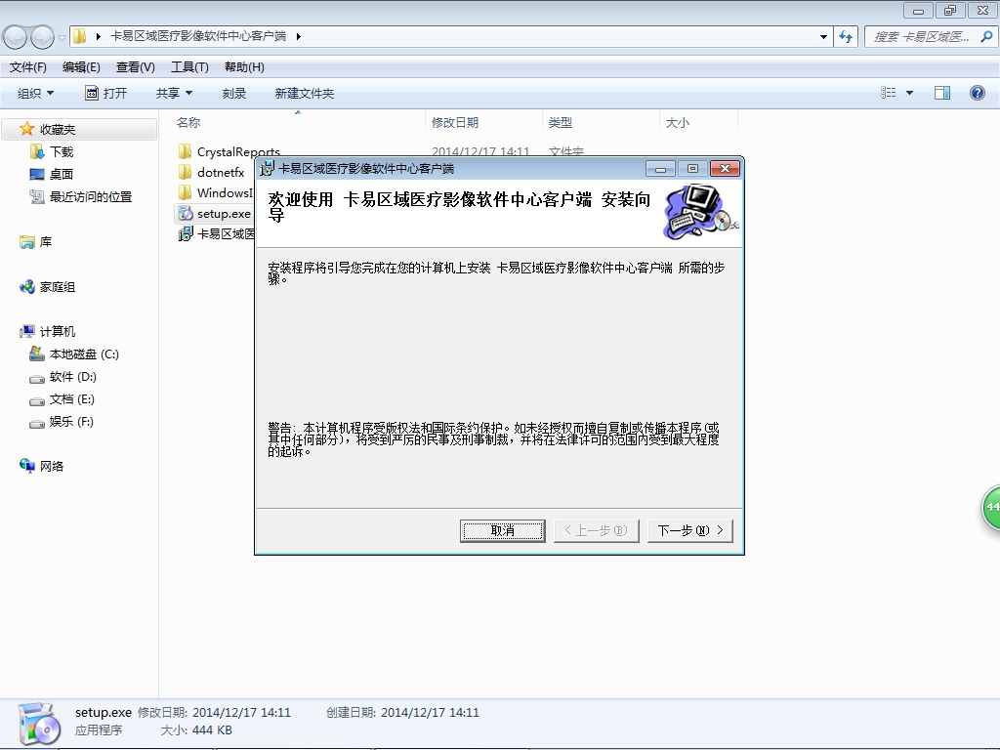 卡易区域医疗影像软件中心客户端
搜索 卡易区域医...
文件(F) 编辑(E) 查看(V) 工具(T) 帮助(H)
组织 打开 共享 刻录 新建文件夹
名称 修改日期 类型 大小
收藏夹
下载
桌面
最近访问的位置
库
家庭组
计算机
本地磁盘 (C:)
软件 (D:)
文档 (E:)
娱乐 (F:)
网络
CrystalReports 2014/12/17 14:11 文件夹
dotnetfx
WindowsI
setup.exe
卡易区域医
卡易区域医疗影像软件中心客户端
欢迎使用 卡易区域医疗影像软件中心客户端 安装向
导
安装程序将引导您完成在您的计算机上安装 卡易区域医疗影像软件中心客户端 所需的步
骤。
警告: 本计算机程序受版权法和国际条约保护。如未经授权而擅自复制或传播本程序(或
其中任何部分)，将受到严厉的民事及刑事制裁，并将在法律许可的范围内受到最大程度
的起诉。
取消 < 上一步(B) 下一步(N) >
44
setup.exe 修改日期: 2014/12/17 14:11 创建日期: 2014/12/17 14:11
应用程序 大小: 444 KB